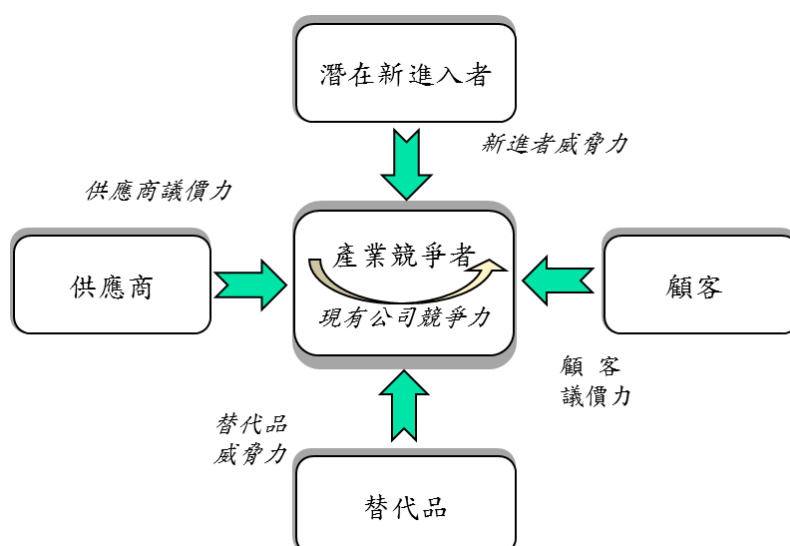 潛在新進入者
新進者威脅力
供應商議價力
供應商
產業競爭者
現有公司競爭力
顧客
顧 客
議價力
替代品
威脅力
替代品